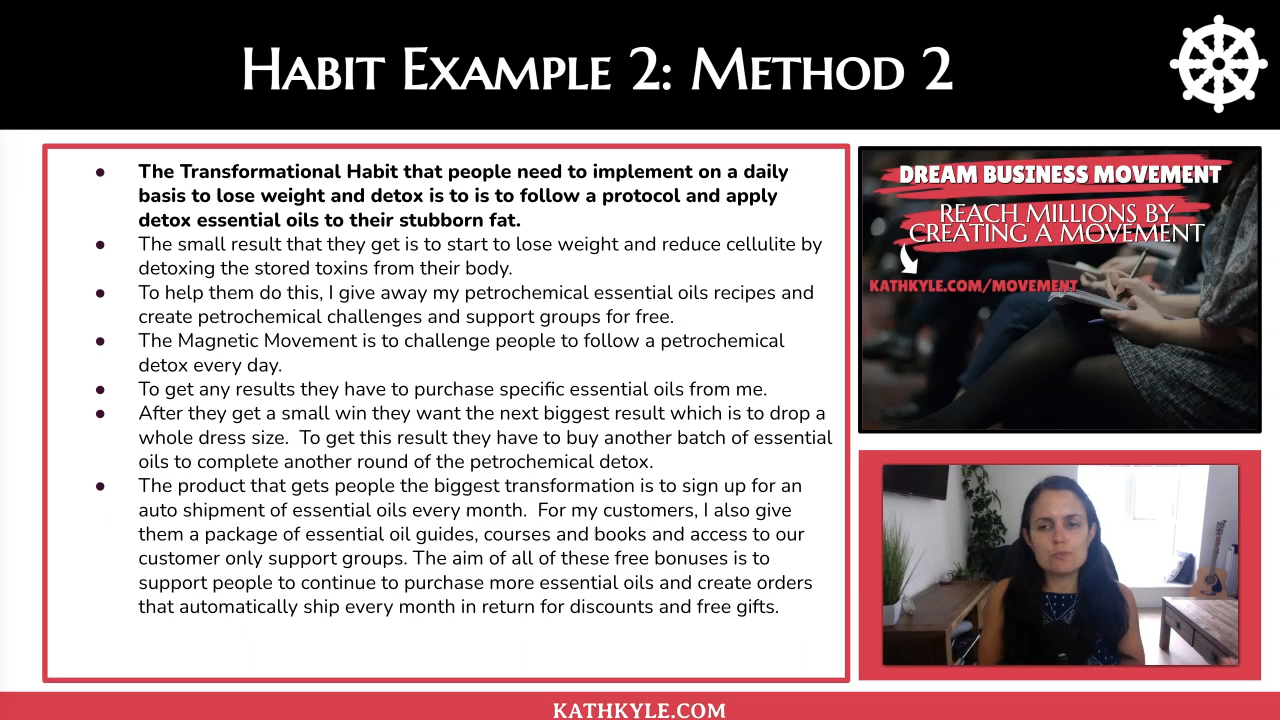 Habit Example 2: Method 2
The Transformational Habit that people need to implement on a daily
basis to lose weight and detox is to is to follow a protocol and apply
detox essential oils to their stubborn fat.
The small result that they get is to start to lose weight and reduce cellulite by
detoxing the stored toxins from their body.
To help them do this, I give away my petrochemical essential oils recipes and
create petrochemical challenges and support groups for free.
The Magnetic Movement is to challenge people to follow a petrochemical
detox every day.
To get any results they have to purchase specific essential oils from me.
After they get a small win they want the next biggest result which is to drop a
whole dress size.  To get this result they have to buy another batch of essential
oils to complete another round of the petrochemical detox.
The product that gets people the biggest transformation is to sign up for an
auto shipment of essential oils every month.  For my customers, I also give
them a package of essential oil guides, courses and books and access to our
customer only support groups. The aim of all of these free bonuses is to
support people to continue to purchase more essential oils and create orders
that automatically ship every month in return for discounts and free gifts.
DREAM BUSINESS MOVEMENT
REACH MILLIONS BY
CREATING A MOVEMENT
KATHKYLE.COM/MOVEMENT
KATHKYLE.COM